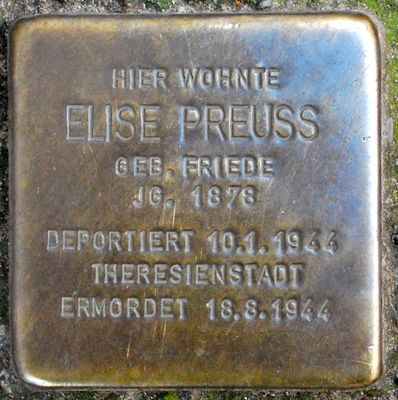 HIER WOHNTE
ELISE PREUSS
GEB. FRIEDE
JG. 1878
DEPORTIERT 10.1.1944
THERESIENSTADT
ERMORDET 18.8.1944